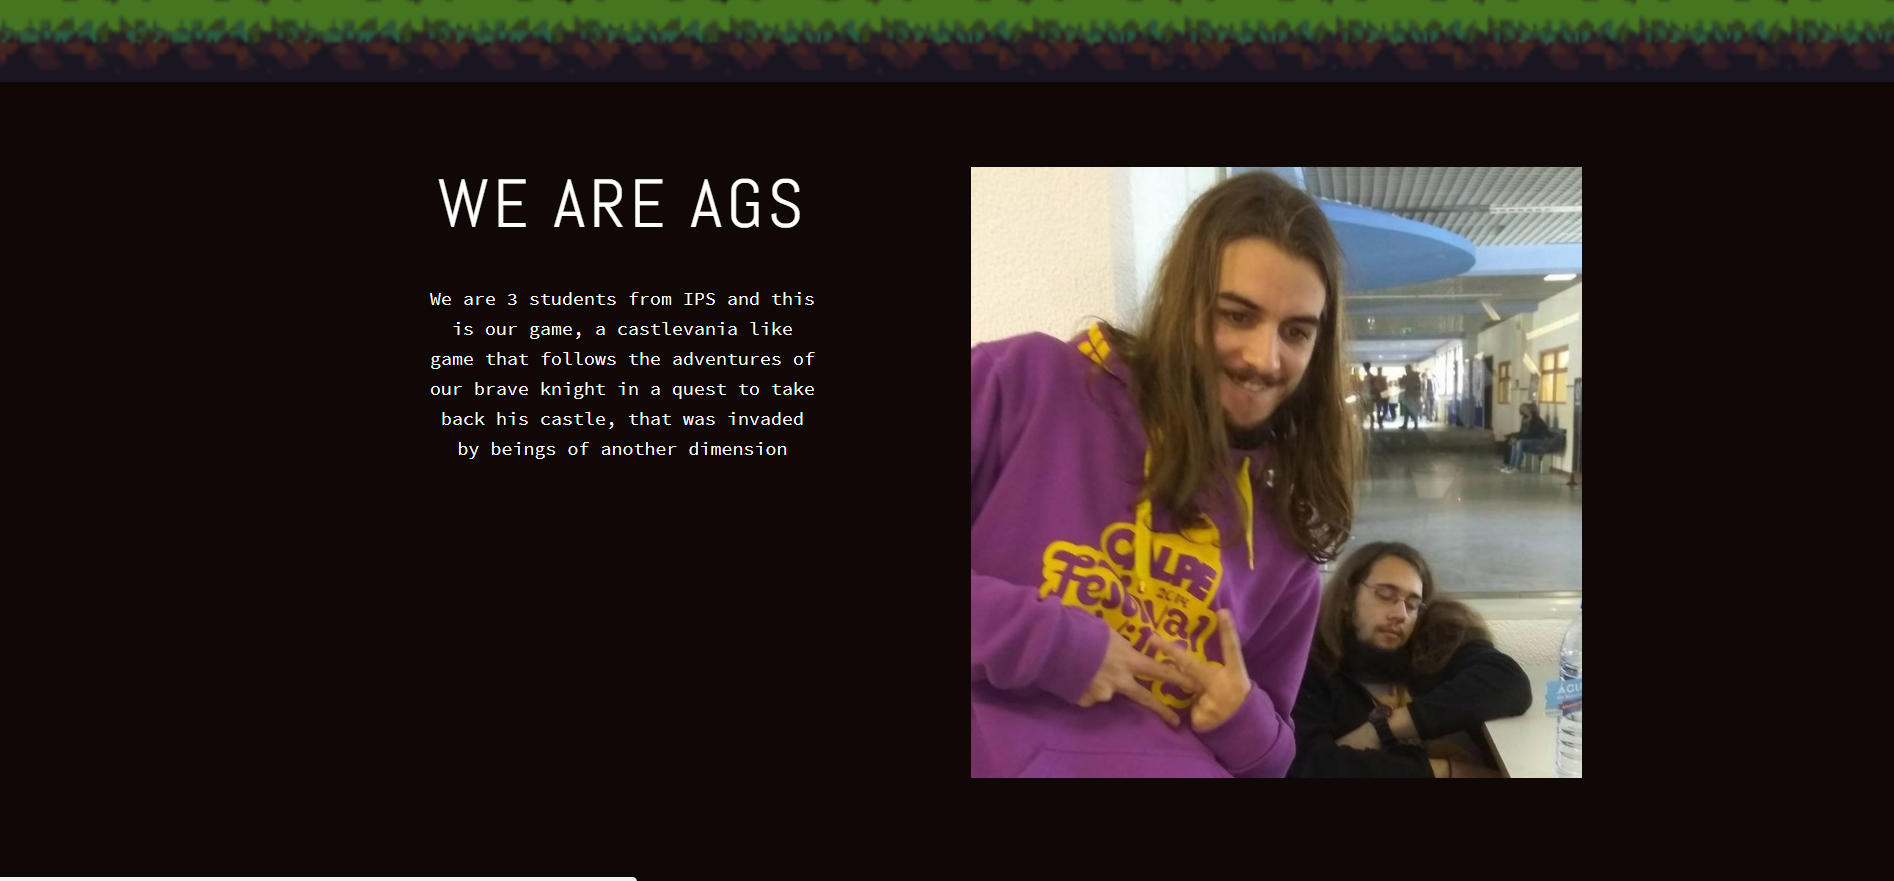 WE ARE AGS
We are 3 students from IPS and this
is our game, a castlevania like
game that follows the adventures of
our brave knight in a quest to take
back his castle, that was invaded
by beings of another dimension
CALPE
2014
Festival
ÁGU